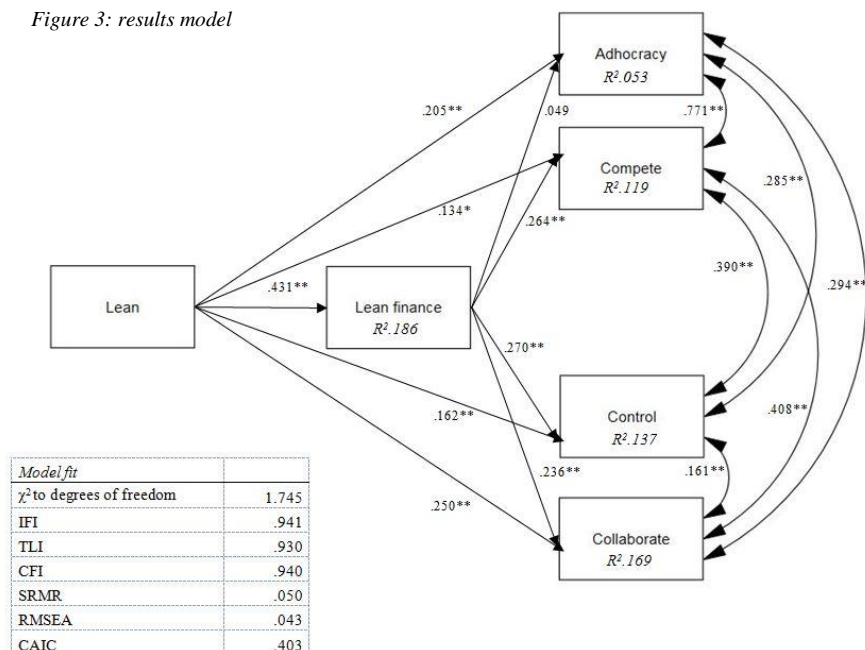 Figure 3: results model
Adhocracy
R².053
.205**
.049
.771**
Compete
R².119
.134*
.264**
.285**
.390**
.294**
Lean
.431**
Lean finance
R².186
.270**
.162**
Control
R².137
.408**
.236**
.161**
.250**
Collaborate
R².169
Model fit
χ² to degrees of freedom 1.745
IFI .941
TLI .930
CFI .940
SRMR .050
RMSEA .043
CAIC .403